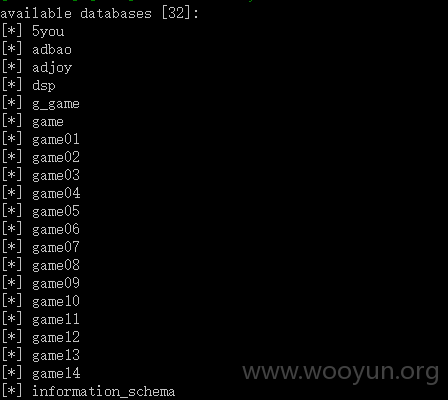 available databases [32]:
[*] 5you
[*] adbao
[*] adjoy
[*] dsp
[*] g_game
[*] game
[*] game01
[*] game02
[*] game03
[*] game04
[*] game05
[*] game06
[*] game07
[*] game08
[*] game09
[*] game10
[*] game11
[*] game12
[*] game13
[*] game14
www.wooyun.org
[*] information_schema